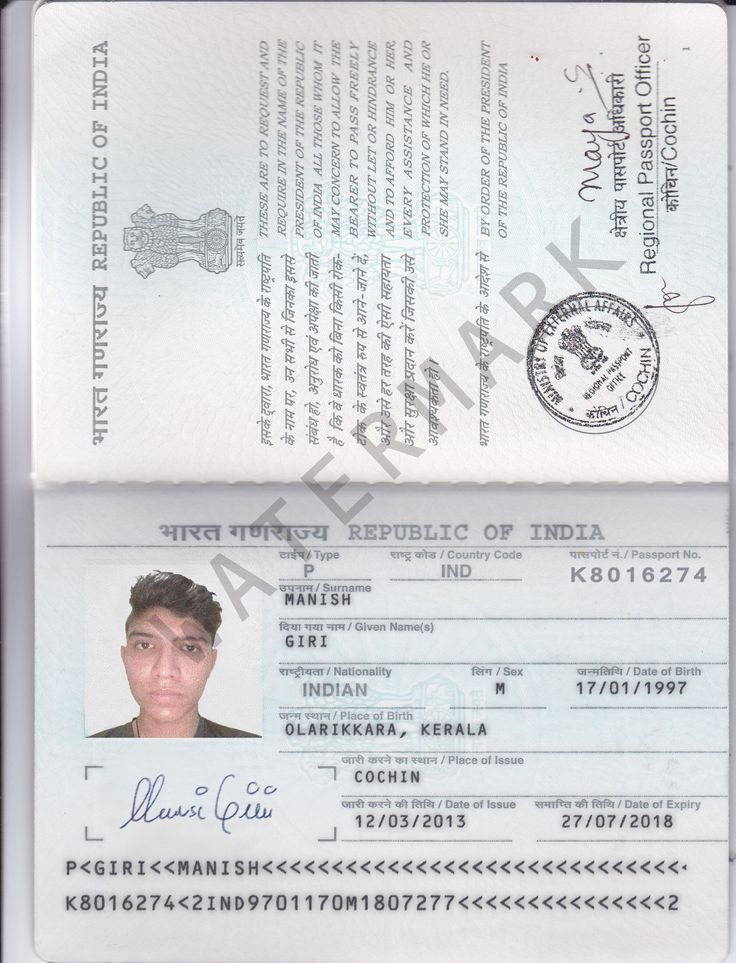 भारत गणराज्य REPUBLIC OF INDIA
सत्यमेव जयते
इसके द्वारा, भारत गणराज्य के राष्ट्रपति
के नाम पर, उन सभी से जिनका इससे
संबंध हो, अनुरोध एवं अपेक्षा की जाती
है कि वे धारक को बिना किसी रोक-
टोक, के स्वतंत्र रूप से आने-जाने दें,
और उसे हर तरह की ऐसी सहायता
और सुरक्षा प्रदान करें जिसकी उसे
आवश्यकता हो।
THESE ARE TO REQUEST AND
REQUIRE IN THE NAME OF THE
PRESIDENT OF THE REPUBLIC
OF INDIA ALL THOSE WHOM IT
MAY CONCERN TO ALLOW THE
BEARER TO PASS FREELY
WITHOUT LET OR HINDRANCE
AND TO AFFORD HIM OR HER,
EVERY ASSISTANCE AND
PROTECTION OF WHICH HE OR
SHE MAY STAND IN NEED.
भारत गणराज्य के राष्ट्रपति के आदेश से
BY ORDER OF THE PRESIDENT
OF THE REPUBLIC OF INDIA
MINISTRY OF EXTERNAL AFFAIRS
REGIONAL PASSPORT
OFFICE
कोचिन / COCHIN
Maya
क्षेत्रीय पासपोर्ट अधिकारी
Regional Passport Officer
कोचिन/Cochin
1
WATERMARK
भारत गणराज्य REPUBLIC OF INDIA
टाईप / Type राष्ट्र कोड / Country Code पासपोर्ट नं. / Passport No.
P IND K8016274
उपनाम / Surname
MANISH
दिया गया नाम / Given Name(s)
GIRI
राष्ट्रीयता / Nationality लिंग / Sex जन्मतिथि / Date of Birth
INDIAN M 17/01/1997
जन्म स्थान / Place of Birth
OLARIKKARA, KERALA
जारी करने का स्थान / Place of Issue
COCHIN
जारी करने की तिथि / Date of Issue समाप्ति की तिथि / Date of Expiry
12/03/2013 27/07/2018
P<GIRI<<MANISH<<<<<<<<<<<<<<<<<<<<<<<<<<<<<<
K8016274<2IND9701170M1807277<<<<<<<<<<<<<<<2